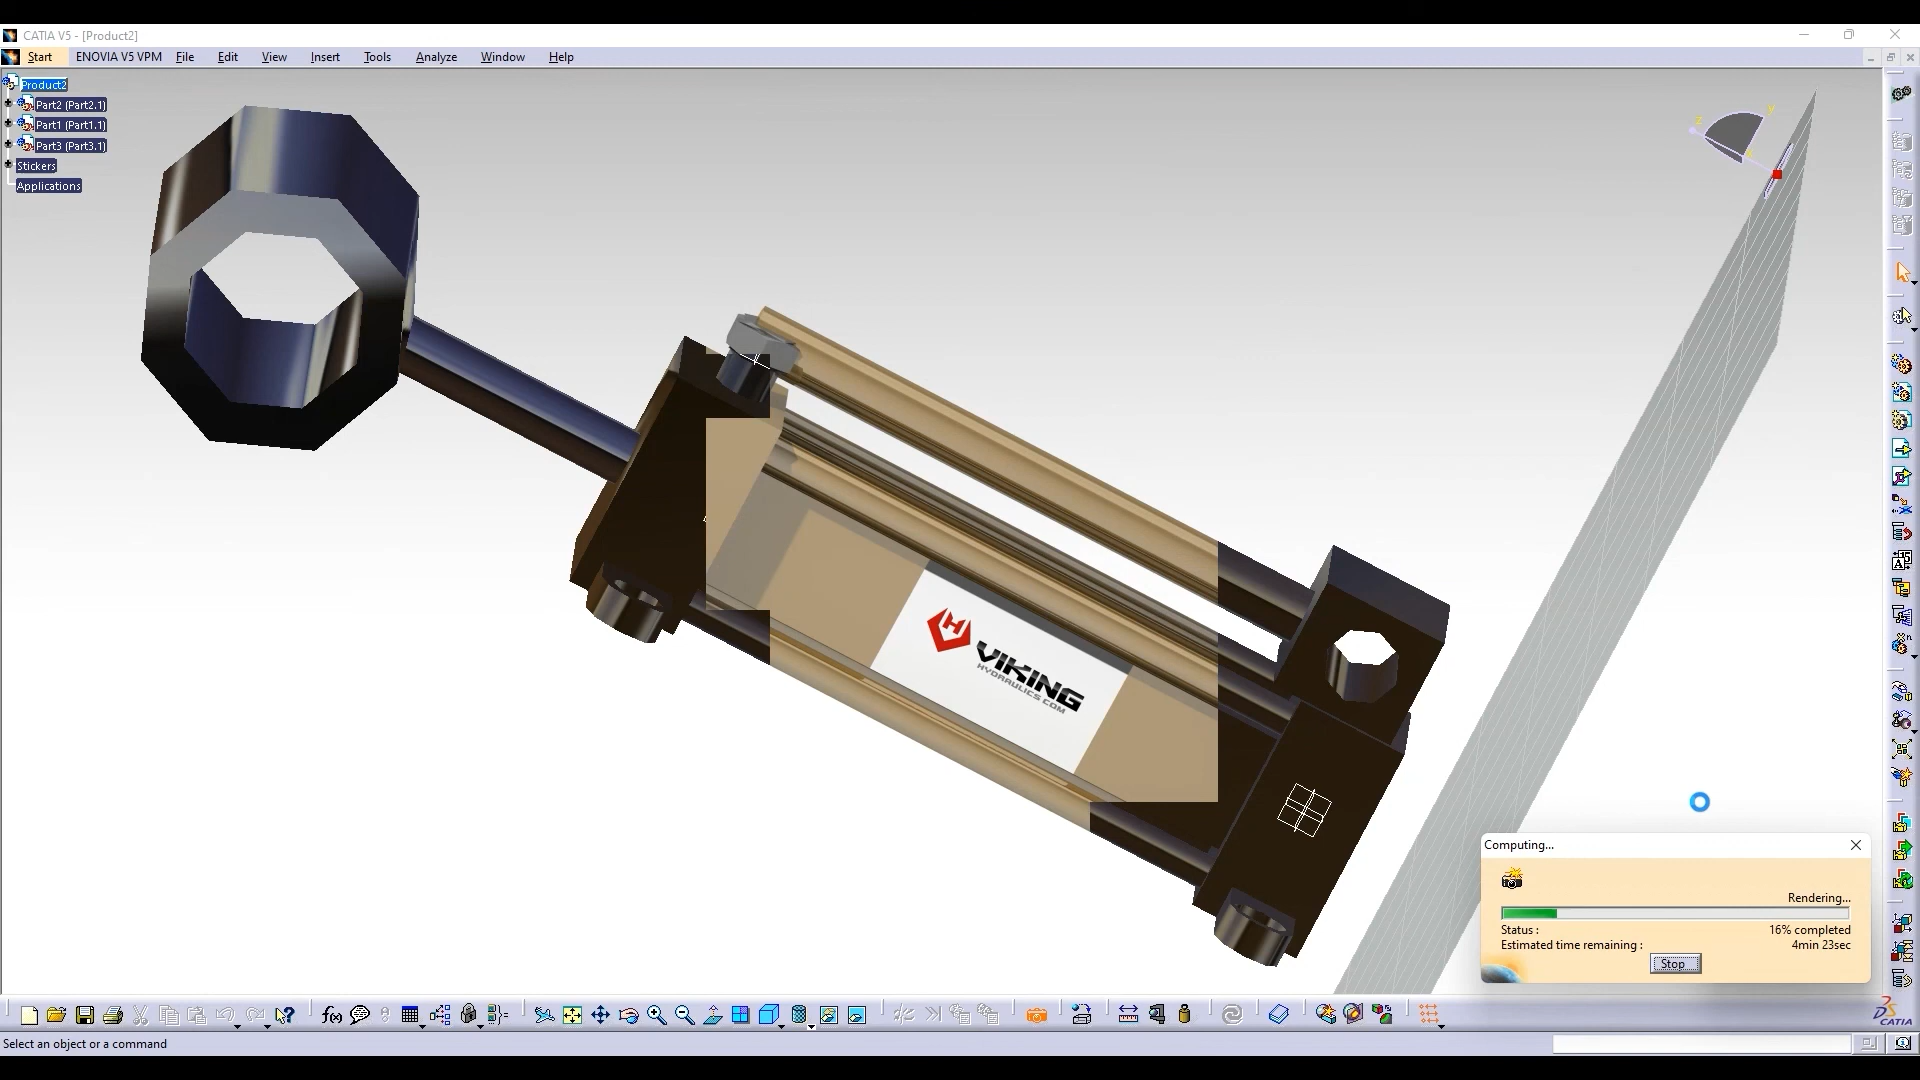 CATIA V5 - [Product2]
Start ENOVIA V5 VPM File Edit View Insert Tools Analyze Window Help
Product2
Part2 (Part2.1)
Part1 (Part1.1)
Part3 (Part3.1)
Stickers
Applications
z
y
H
VIKING
HYDRAULICS.COM
Computing...
Rendering...
Status : 16% completed
Estimated time remaining : 4min 23sec
Stop
f(x)
CATIA
Select an object or a command